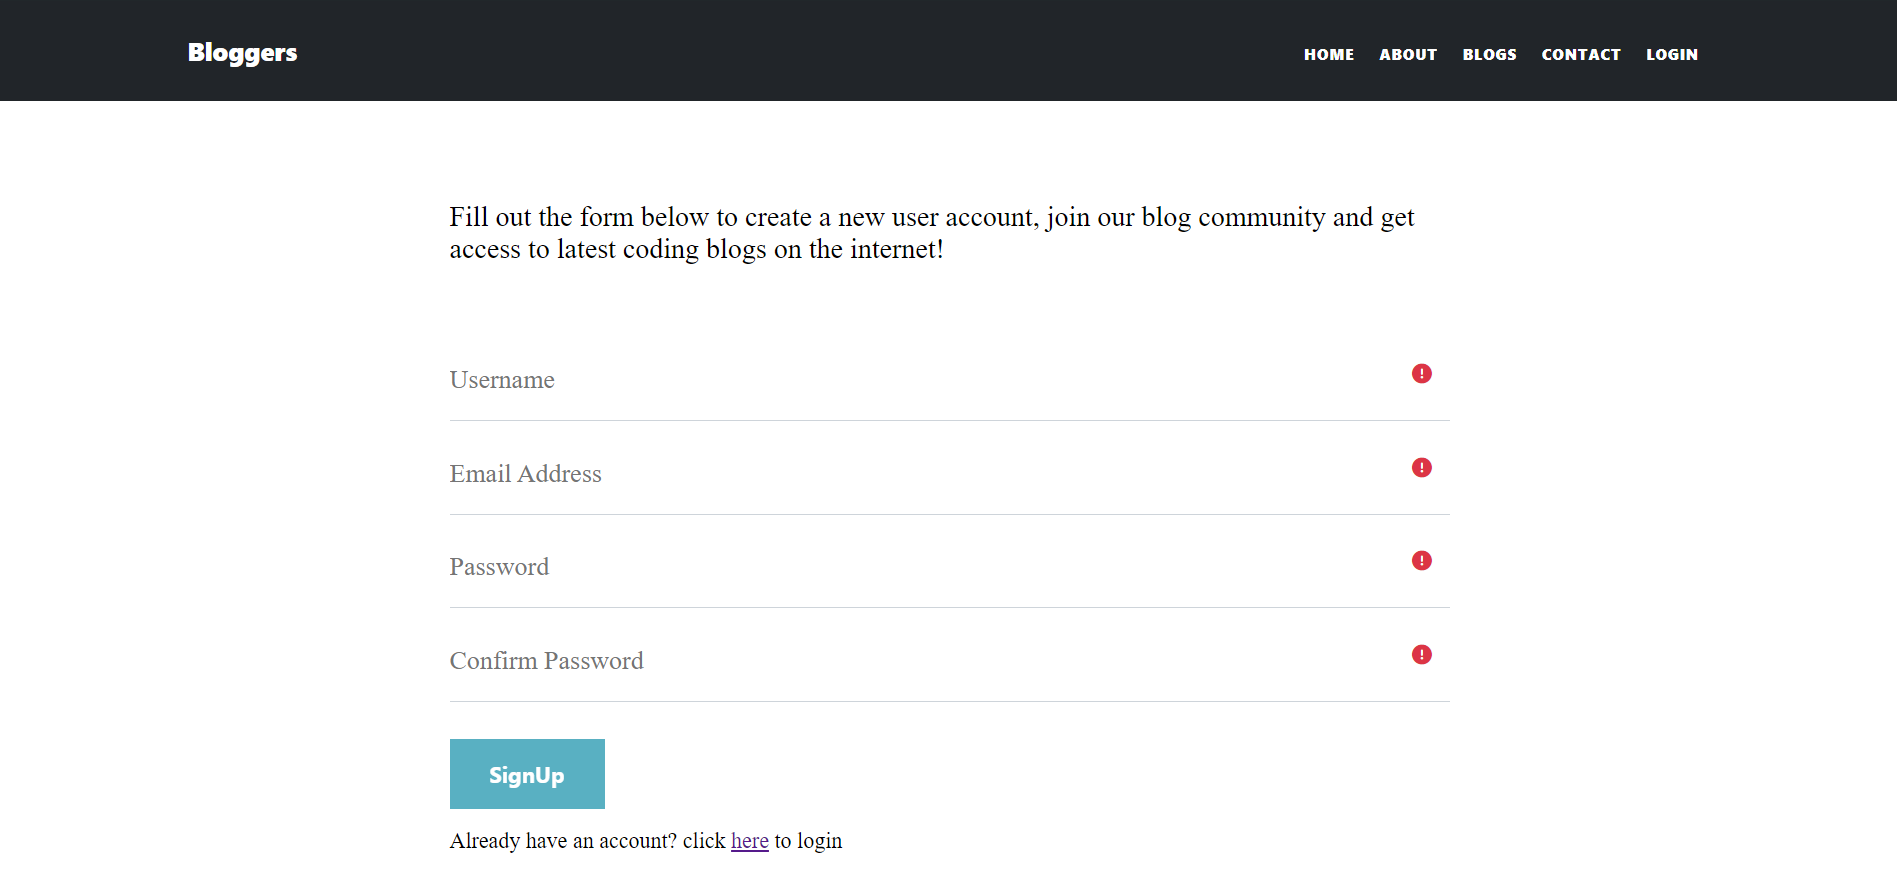 Bloggers
HOME ABOUT BLOGS CONTACT LOGIN
Fill out the form below to create a new user account, join our blog community and get
access to latest coding blogs on the internet!
Username
Email Address
Password
Confirm Password
SignUp
Already have an account? click here to login